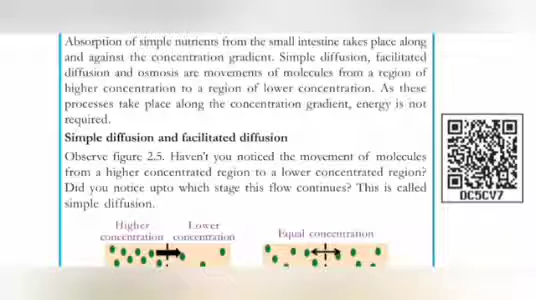 Absorption of simple nutrients from the small intestine takes place along
and against the concentration gradient. Simple diffusion, facilitated
diffusion and osmosis are movements of molecules from a region of
higher concentration to a region of lower concentration. As these
processes take place along the concentration gradient, energy is not
required.
Simple diffusion and facilitated diffusion
Observe figure 2.5. Haven't you noticed the movement of molecules
from a higher concentrated region to a lower concentrated region?
Did you notice upto which stage this flow continues? This is called
simple diffusion.
OC5CV7
Higher Lower
concentration concentration
Equal concentration